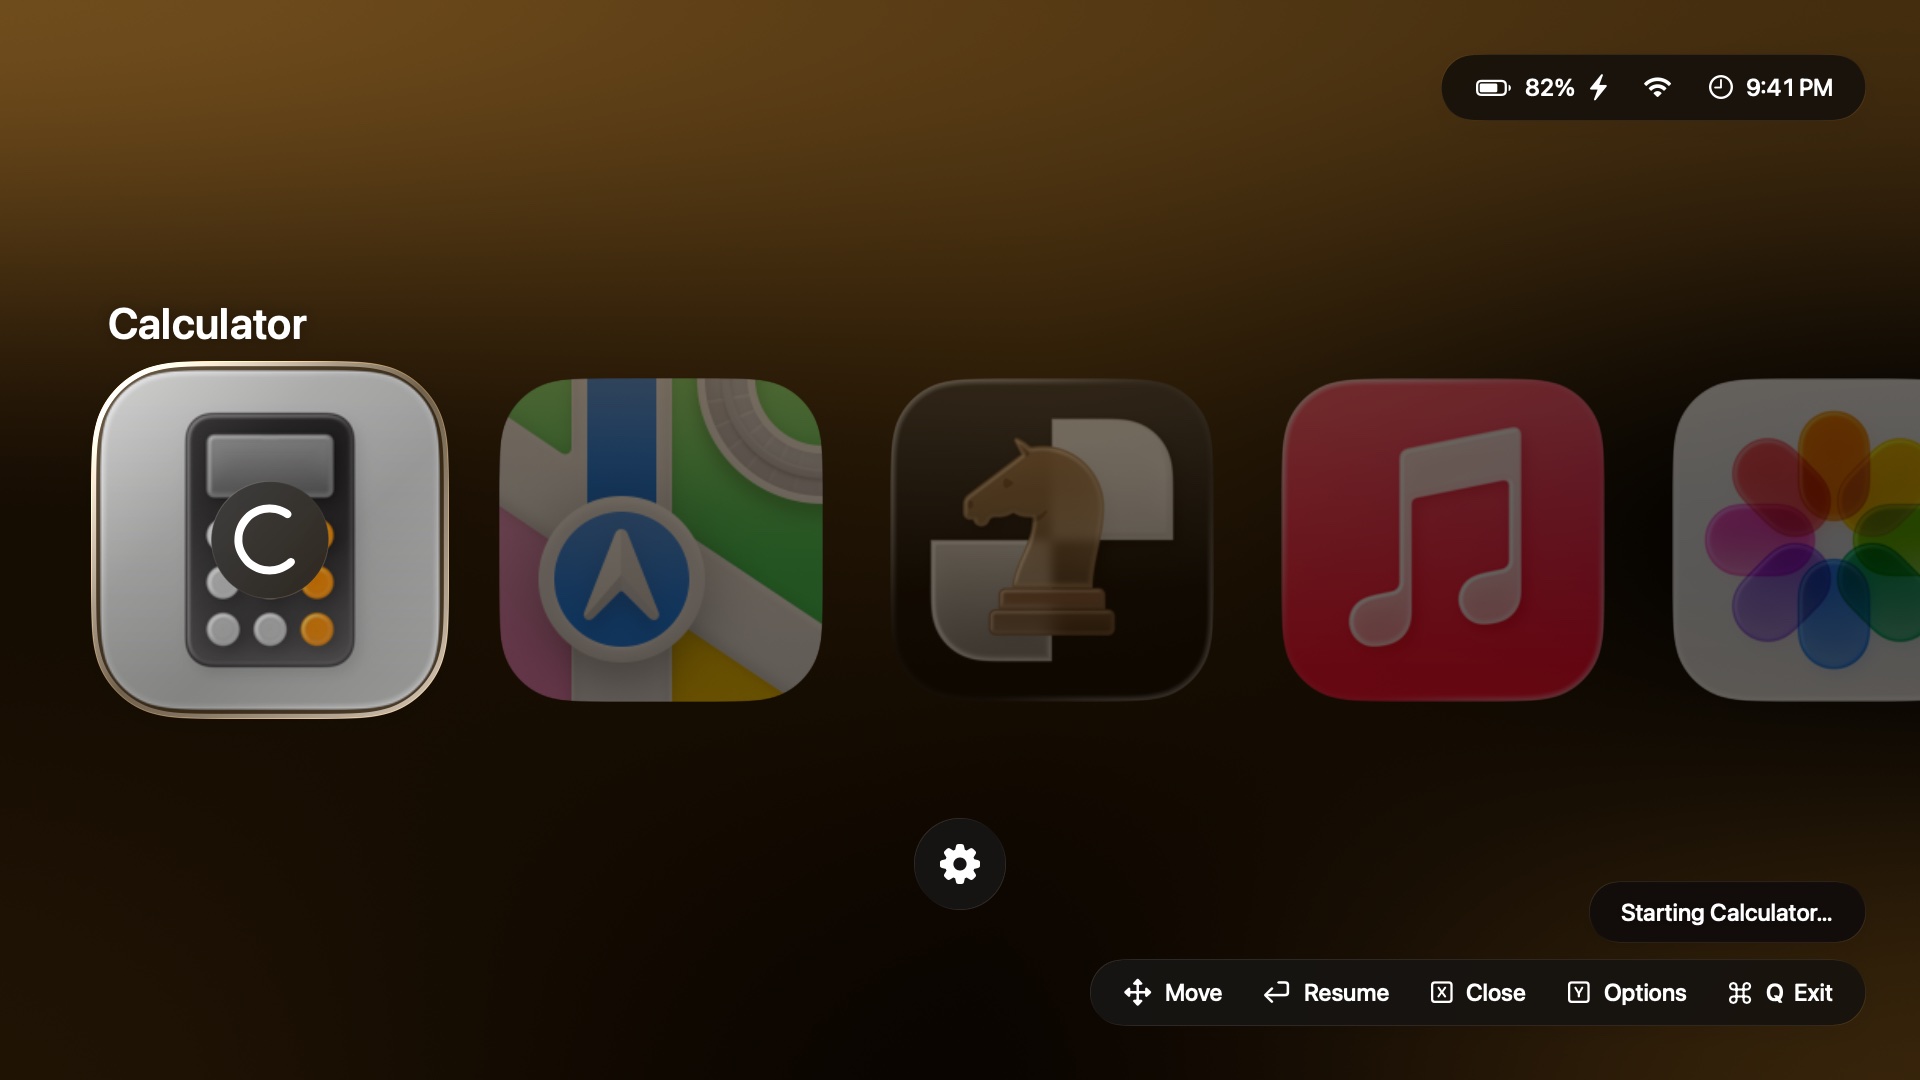 82%
9:41 PM
Calculator
Starting Calculator...
Move
Resume
X Close
Y Options
⌘ Q Exit